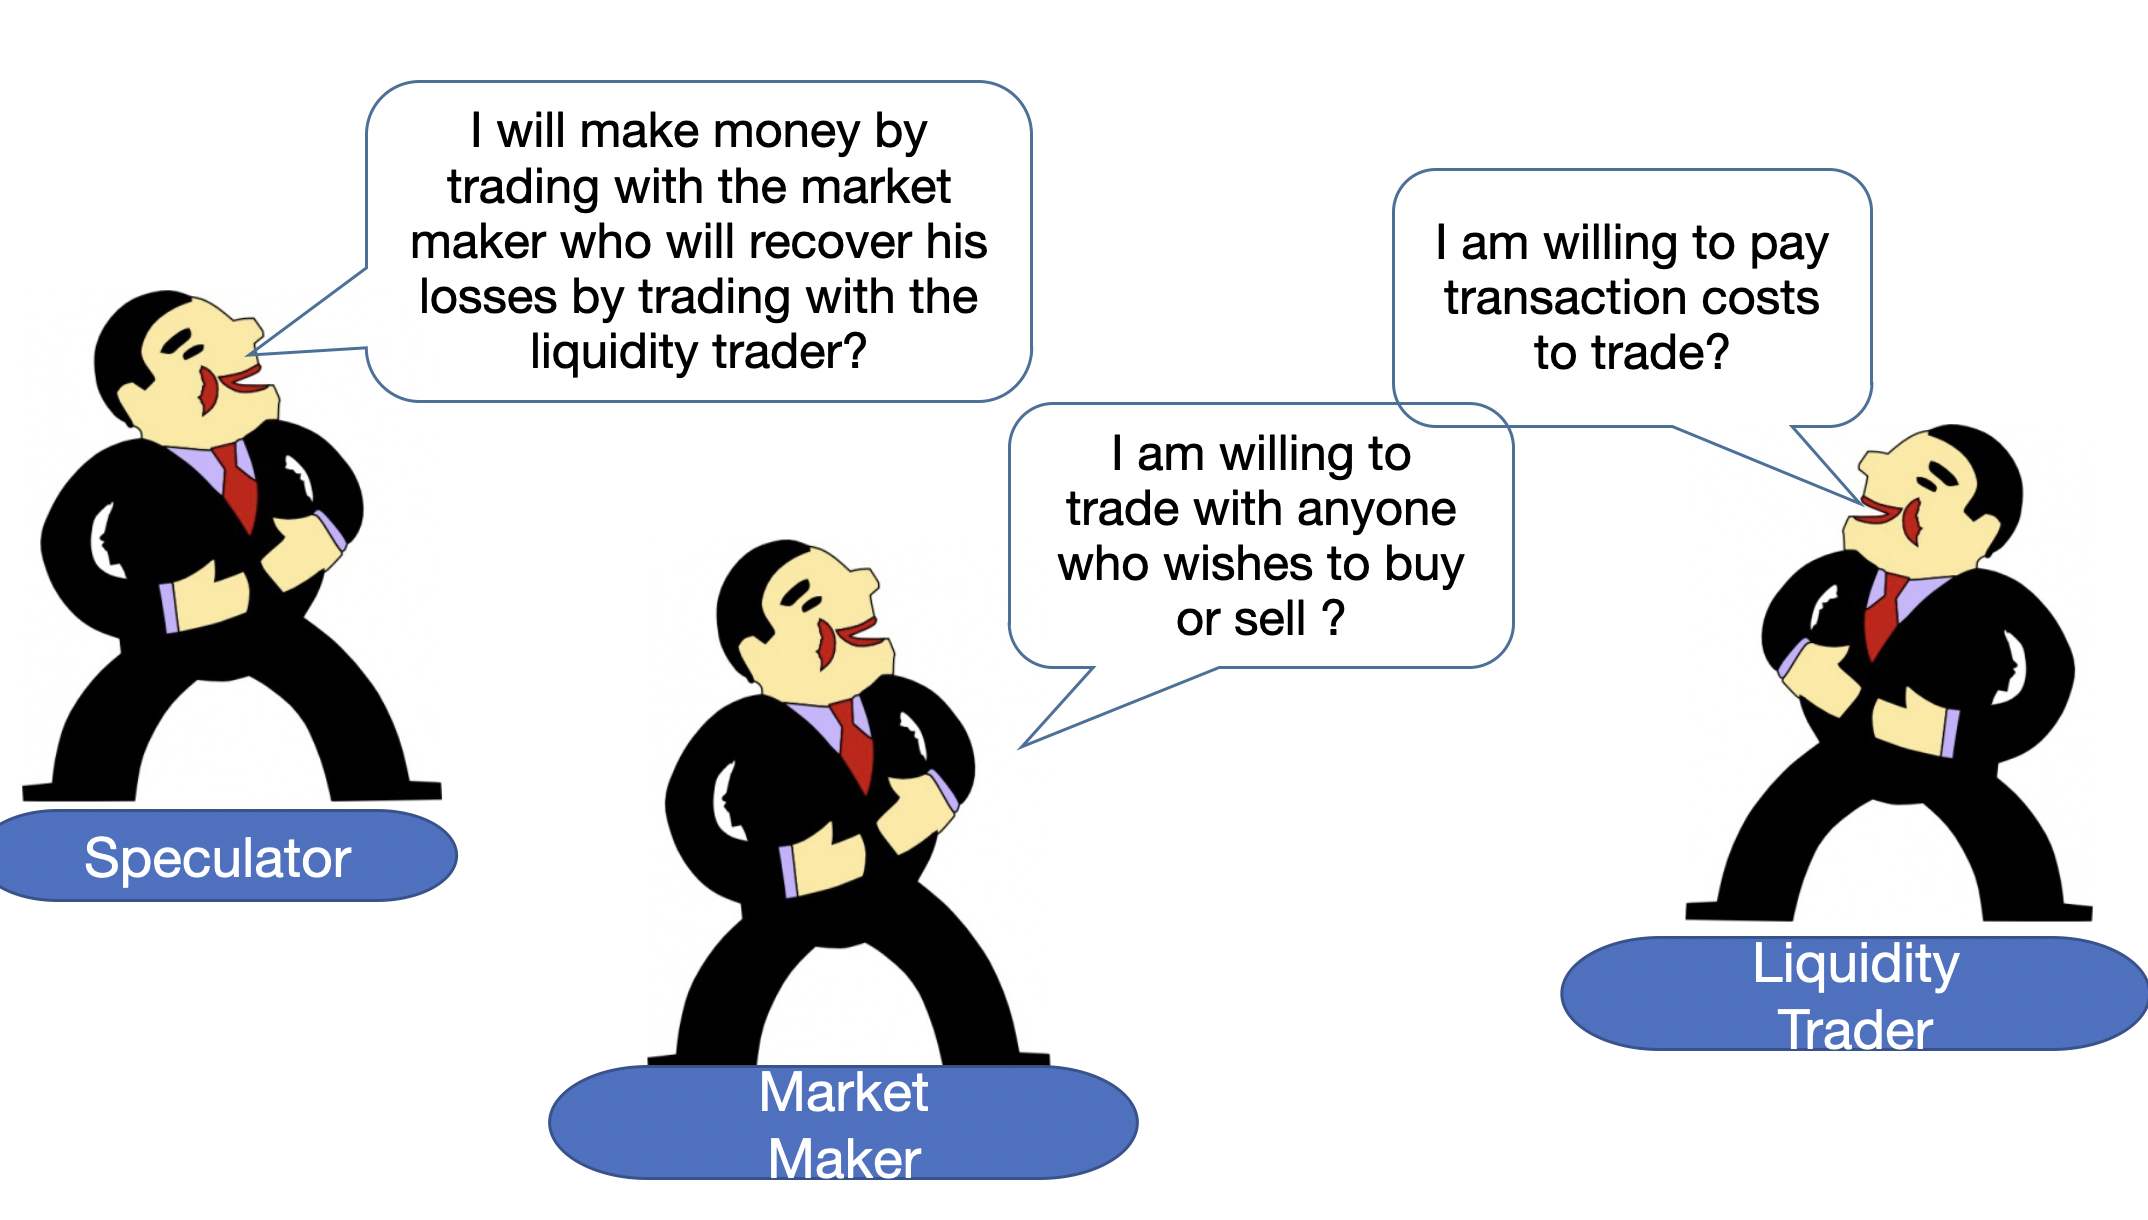 I will make money by
trading with the market
maker who will recover his
losses by trading with the
liquidity trader?
I am willing to pay
transaction costs
to trade?
I am willing to
trade with anyone
who wishes to buy
or sell ?
Speculator
Liquidity
Trader
Market
Maker